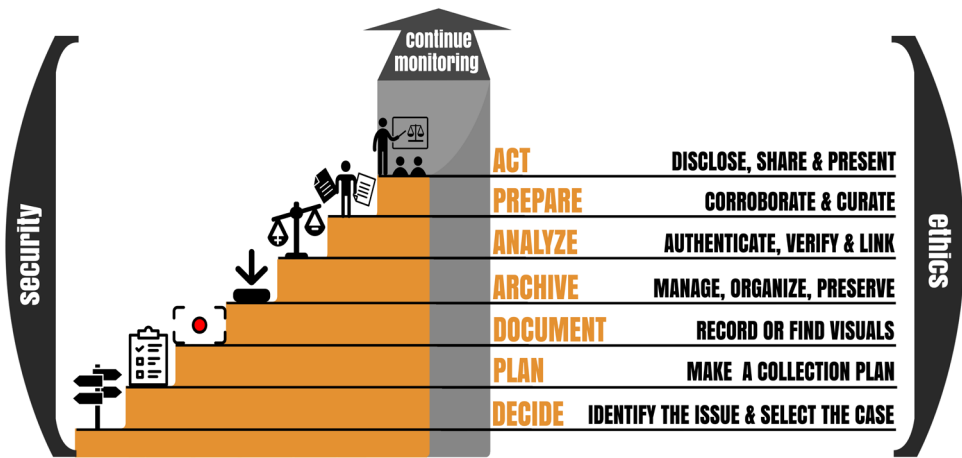 continue
monitoring
security
ethics
ACT DISCLOSE, SHARE & PRESENT
PREPARE CORROBORATE & CURATE
ANALYZE AUTHENTICATE, VERIFY & LINK
ARCHIVE MANAGE, ORGANIZE, PRESERVE
DOCUMENT RECORD OR FIND VISUALS
PLAN MAKE A COLLECTION PLAN
DECIDE IDENTIFY THE ISSUE & SELECT THE CASE